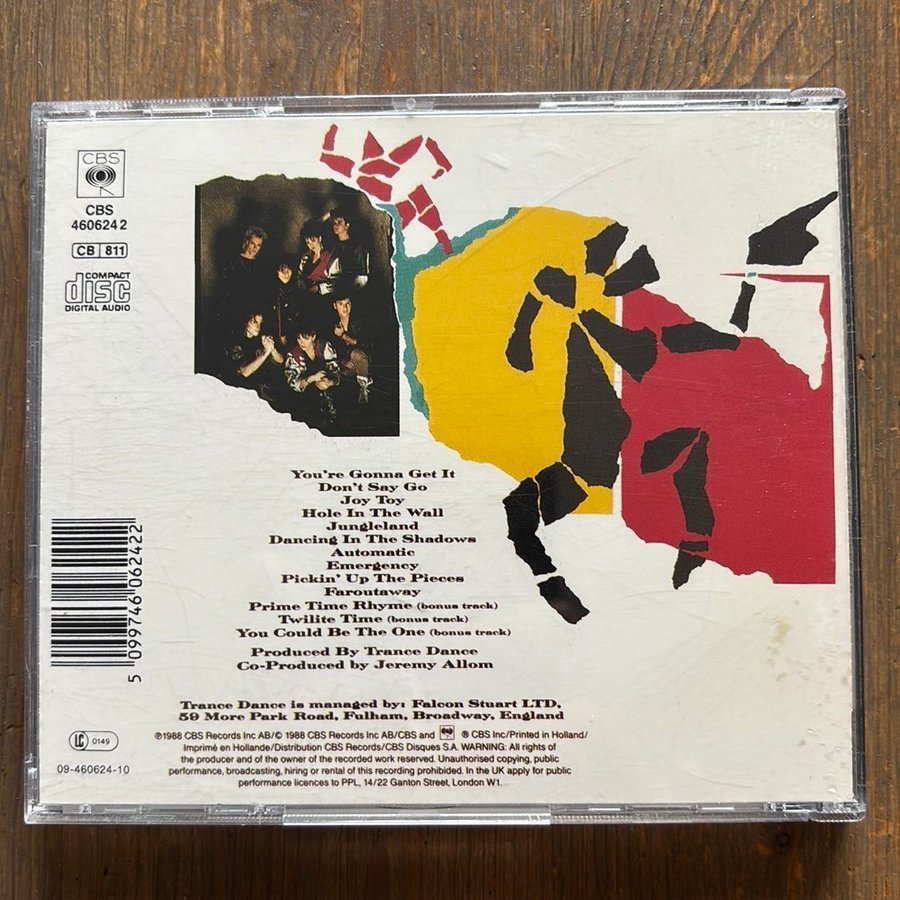 CBS
CBS
460624 2
CB 811
COMPACT
disc
DIGITAL AUDIO
You're Gonna Get It
Don't Say Go
Joy Toy
Hole In The Wall
Jungleland
Dancing In The Shadows
Automatic
Emergency
Pickin' Up The Pieces
Faroutaway
Prime Time Rhyme (bonus track)
Twilite Time (bonus track)
You Could Be The One (bonus track)
Produced By Trance Dance
Co-Produced by Jeremy Allom
5 099746 062422
Trance Dance is managed by: Falcon Stuart LTD,
59 More Park Road, Fulham, Broadway, England
℗1988 CBS Records Inc AB/© 1988 CBS Records Inc AB/CBS and ® CBS Inc/Printed in Holland/
Imprimé en Hollande/Distribution CBS Records/CBS Disques S.A. WARNING: All rights of
the producer and of the owner of the recorded work reserved. Unauthorised copying, public
performance, broadcasting, hiring or rental of this recording prohibited. In the UK apply for public
performance licences to PPL, 14/22 Ganton Street, London W1.
LC 0149
09-460624-10